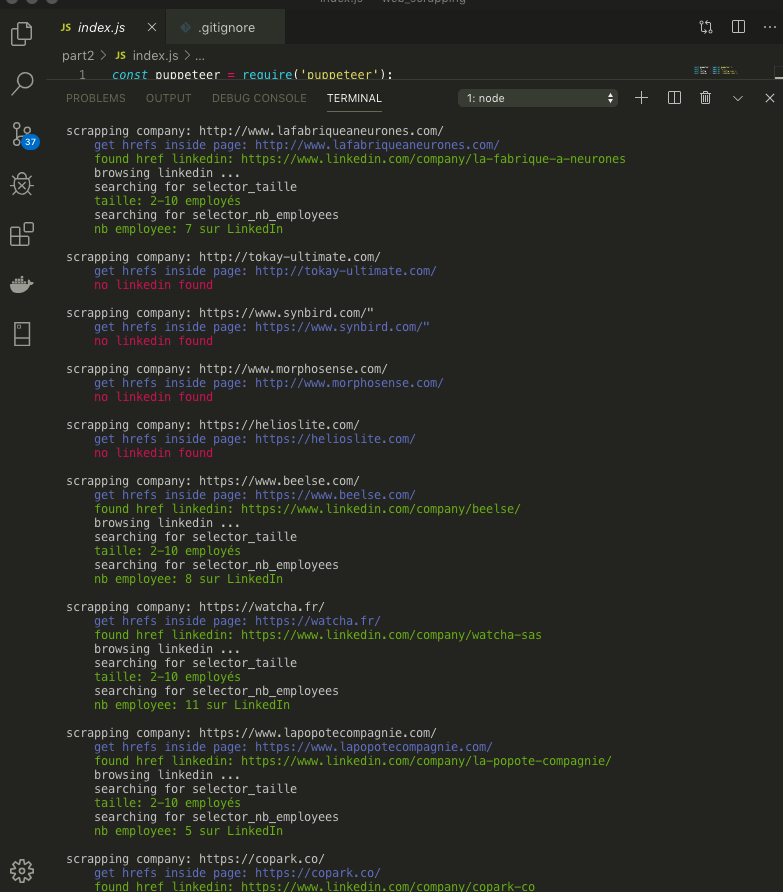 index.js — web_scrapping
JS index.js × .gitignore
part2 > JS index.js > ...
1 const puppeteer = require('puppeteer');
PROBLEMS OUTPUT DEBUG CONSOLE TERMINAL 1: node
37
scrapping company: http://www.lafabriqueaneurones.com/
get hrefs inside page: http://www.lafabriqueaneurones.com/
found href linkedin: https://www.linkedin.com/company/la-fabrique-a-neurones
browsing linkedin ...
searching for selector_taille
taille: 2-10 employés
searching for selector_nb_employees
nb employee: 7 sur LinkedIn
scrapping company: http://tokay-ultimate.com/
get hrefs inside page: http://tokay-ultimate.com/
no linkedin found
scrapping company: https://www.synbird.com/"
get hrefs inside page: https://www.synbird.com/"
no linkedin found
scrapping company: http://www.morphosense.com/
get hrefs inside page: http://www.morphosense.com/
no linkedin found
scrapping company: https://helioslite.com/
get hrefs inside page: https://helioslite.com/
no linkedin found
scrapping company: https://www.beelse.com/
get hrefs inside page: https://www.beelse.com/
found href linkedin: https://www.linkedin.com/company/beelse/
browsing linkedin ...
searching for selector_taille
taille: 2-10 employés
searching for selector_nb_employees
nb employee: 8 sur LinkedIn
scrapping company: https://watcha.fr/
get hrefs inside page: https://watcha.fr/
found href linkedin: https://www.linkedin.com/company/watcha-sas
browsing linkedin ...
searching for selector_taille
taille: 2-10 employés
searching for selector_nb_employees
nb employee: 11 sur LinkedIn
scrapping company: https://www.lapopotecompagnie.com/
get hrefs inside page: https://www.lapopotecompagnie.com/
found href linkedin: https://www.linkedin.com/company/la-popote-compagnie/
browsing linkedin ...
searching for selector_taille
taille: 2-10 employés
searching for selector_nb_employees
nb employee: 5 sur LinkedIn
scrapping company: https://copark.co/
get hrefs inside page: https://copark.co/
found href linkedin: https://www.linkedin.com/company/copark-co